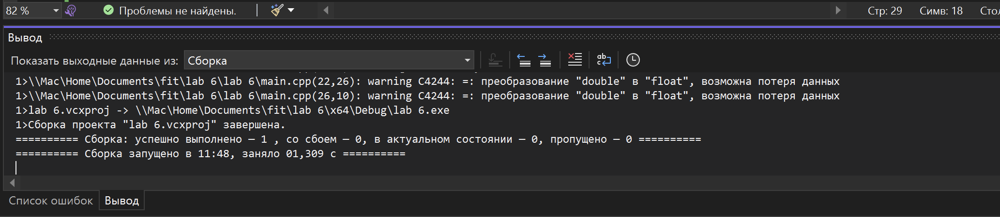 82 % Проблемы не найдены. Стр: 29 Симв: 18
Вывод
Показать выходные данные из: Сборка
1>\\Mac\Home\Documents\fit\lab 6\lab 6\main.cpp(22,26): warning C4244: =: преобразование "double" в "float", возможна потеря данных
1>\\Mac\Home\Documents\fit\lab 6\lab 6\main.cpp(26,10): warning C4244: =: преобразование "double" в "float", возможна потеря данных
1>lab 6.vcxproj -> \\Mac\Home\Documents\fit\lab 6\x64\Debug\lab 6.exe
1>Сборка проекта "lab 6.vcxproj" завершена.
========== Сборка: успешно выполнено — 1 , со сбоем — 0, в актуальном состоянии — 0, пропущено — 0 ==========
========== Сборка запущено в 11:48, заняло 01,309 с ==========
Список ошибок Вывод